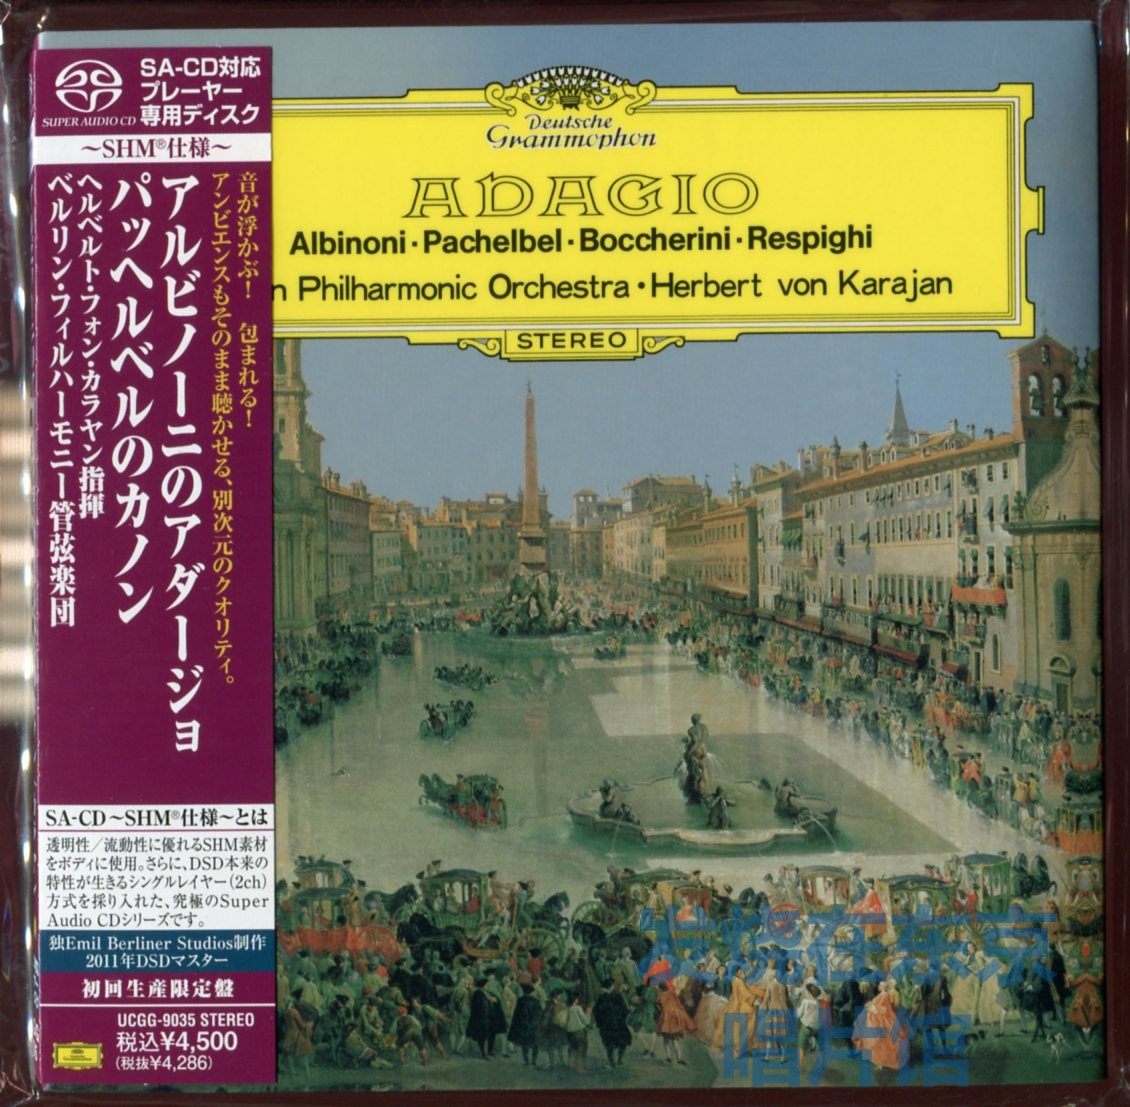 SA-CD対応
プレーヤー
専用ディスク
SUPER AUDIO CD
～SHM®仕様～
音が浮かぶ！ 包まれる！
アンビエンスもそのまま聴かせる、別次元のクオリティ。
アルビノーニのアダージョ
パッヘルベルのカノン
ヘルベルト・フォン・カラヤン指揮
ベルリン・フィルハーモニー管弦楽団
SA-CD～SHM®仕様～とは
透明性／流動性に優れるSHM素材
をボディに使用。さらに、DSD本来の
特性が生きるシングルレイヤー(2ch)
方式を採り入れた、究極のSuper
Audio CDシリーズです。
独Emil Berliner Studios制作
2011年DSDマスター
初回生産限定盤
UCGG-9035 STEREO
税込¥4,500
(税抜¥4,286)
Deutsche
Grammophon
ADAGIO
Albinoni·Pachelbel·Boccherini·Respighi
n Philharmonic Orchestra•Herbert von Karajan
STEREO
发烧在东京
唱片馆